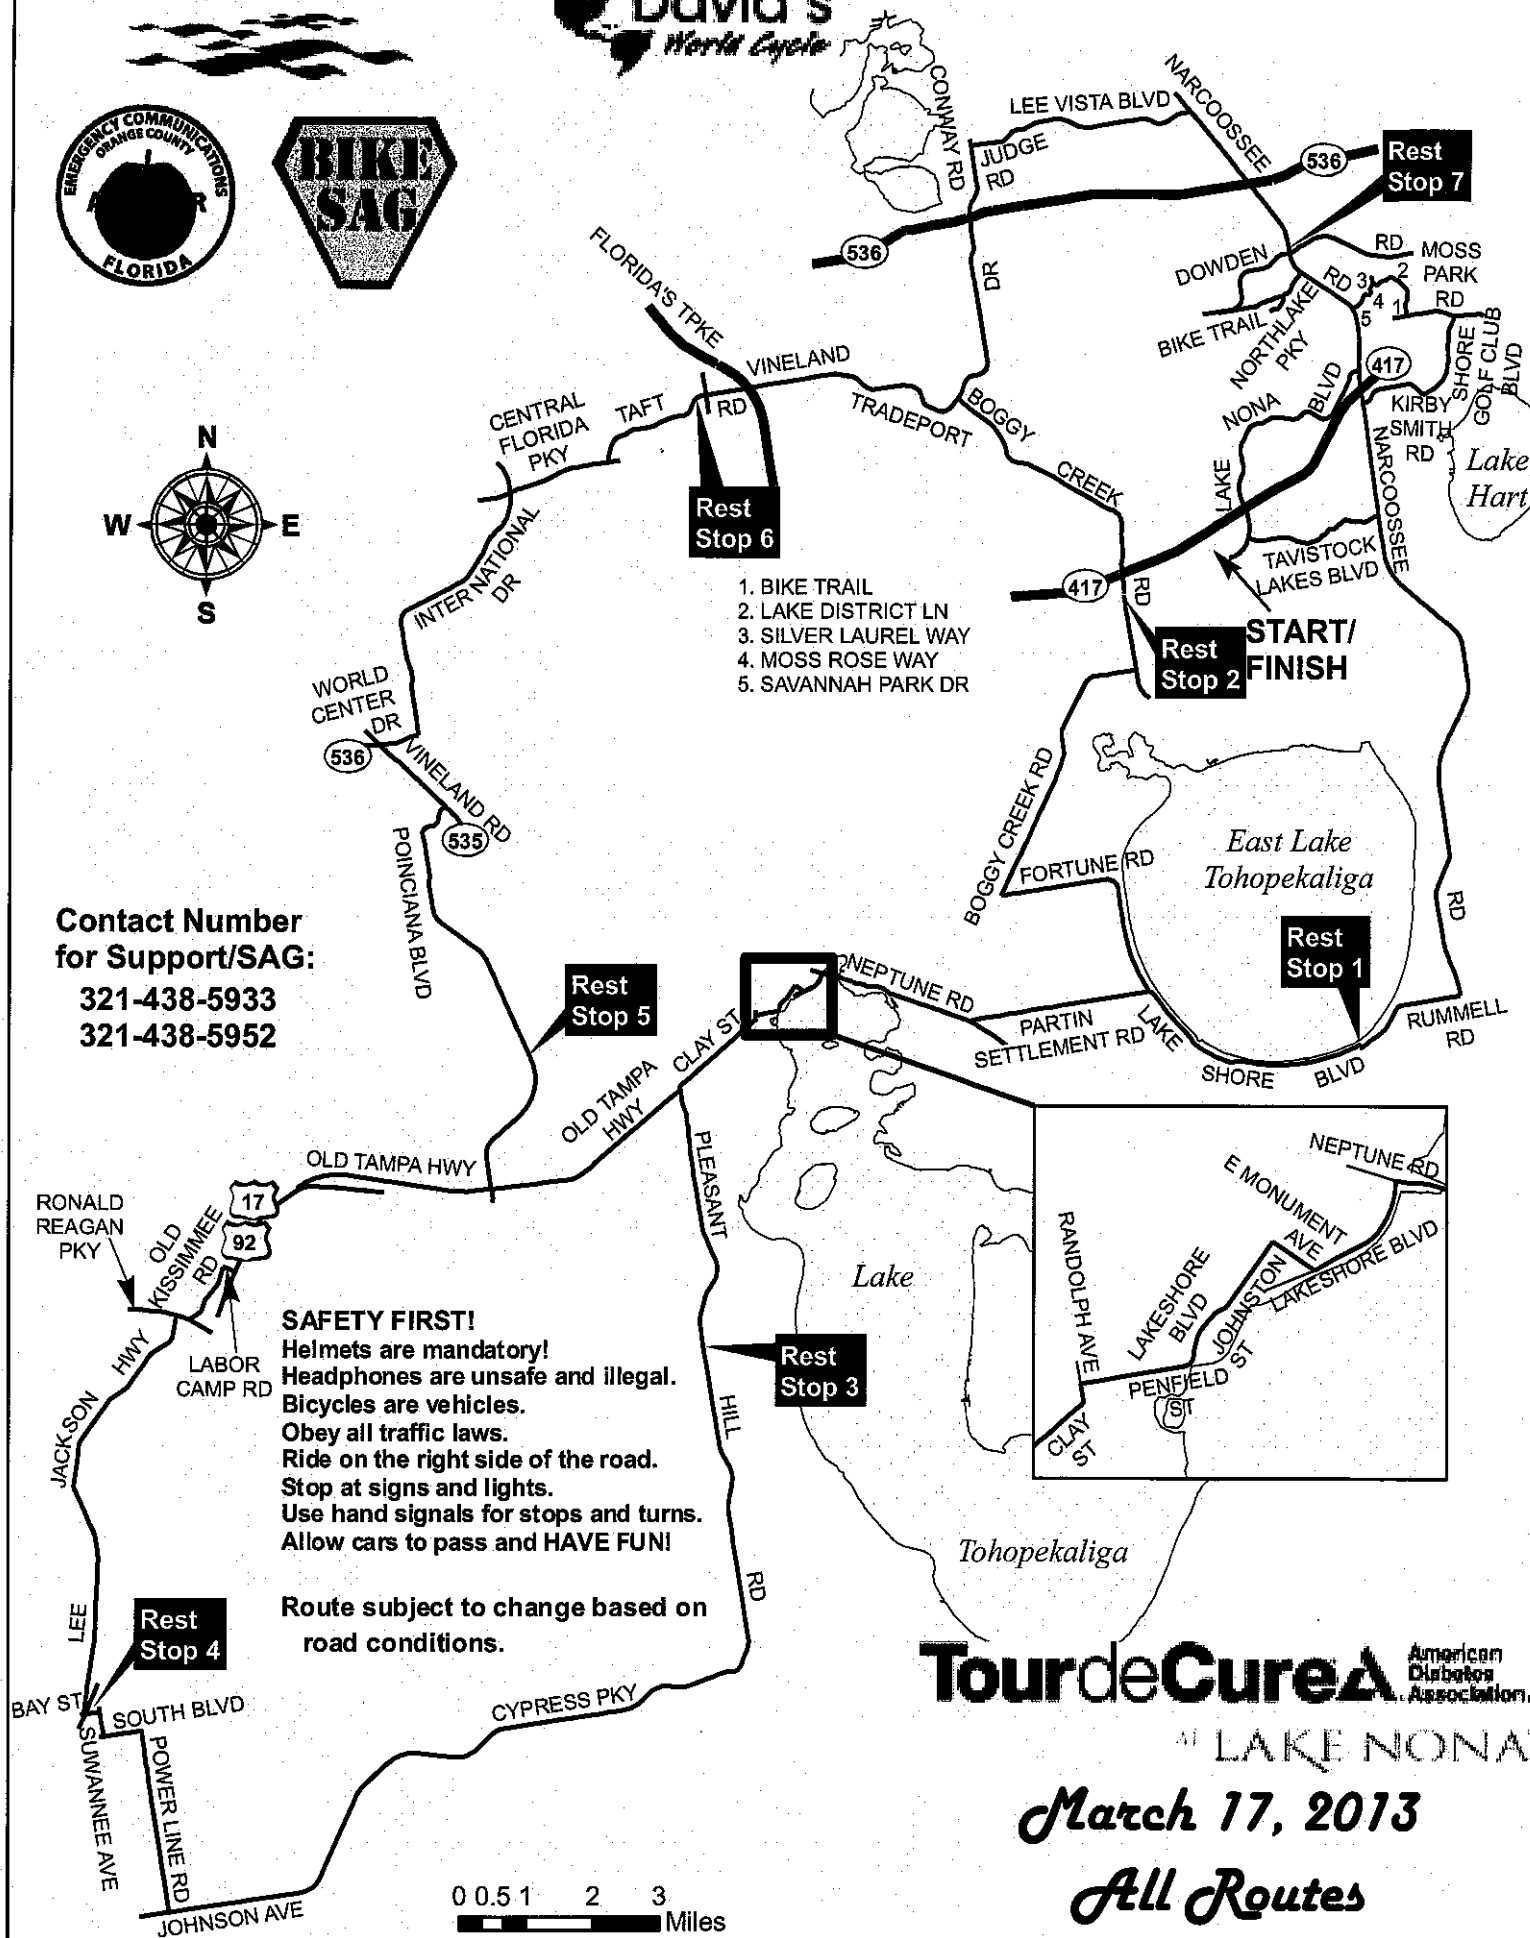 David's
World Cycle
EMERGENCY COMMUNICATIONS
ORANGE COUNTY
A R
FLORIDA
BIKE
SAG
CONWAY RD
LEE VISTA BLVD
NARCOOSSEE
JUDGE
RD
536
Rest
Stop 7
536
DR
DOWDEN
RD
MOSS
PARK
RD
RD
3
2
4
1
5
BIKE TRAIL
NORTHLAKE
PKY
SHORE
GOLF CLUB
BLVD
417
FLORIDA'S TPKE
VINELAND
TAFT
RD
TRADEPORT
BOGGY
CREEK
RD
CENTRAL
FLORIDA
PKY
NONA
BLVD
LAKE
KIRBY
SMITH
RD
NARCOOSSEE
Lake
Hart
N
W
E
S
Rest
Stop 6
INTERNATIONAL
DR
TAVISTOCK
LAKES BLVD
417
1. BIKE TRAIL
2. LAKE DISTRICT LN
3. SILVER LAUREL WAY
4. MOSS ROSE WAY
5. SAVANNAH PARK DR
Rest
Stop 2
START/
FINISH
WORLD
CENTER
DR
536
VINELAND RD
535
POINCIANA BLVD
BOGGY CREEK RD
FORTUNE RD
East Lake
Tohopekaliga
RD
Contact Number
for Support/SAG:
321-438-5933
321-438-5952
Rest
Stop 1
Rest
Stop 5
NEPTUNE RD
PARTIN
SETTLEMENT RD
LAKE
SHORE
BLVD
RUMMELL
RD
CLAY ST
OLD TAMPA
HWY
OLD TAMPA HWY
PLEASANT
HILL
RD
RONALD
REAGAN
PKY
OLD
KISSIMMEE
RD
17
92
LABOR
CAMP RD
NEPTUNE RD
E MONUMENT
AVE
LAKESHORE BLVD
RANDOLPH AVE
LAKESHORE
BLVD
JOHNSTON
ST
PENFIELD
ST
CLAY
ST
Lake
Tohopekaliga
SAFETY FIRST!
Helmets are mandatory!
Headphones are unsafe and illegal.
Bicycles are vehicles.
Obey all traffic laws.
Ride on the right side of the road.
Stop at signs and lights.
Use hand signals for stops and turns.
Allow cars to pass and HAVE FUN!
Route subject to change based on
road conditions.
Rest
Stop 3
HWY
JACKSON
LEE
Rest
Stop 4
BAY ST
SOUTH BLVD
SUWANNEE AVE
POWER LINE RD
JOHNSON AVE
CYPRESS PKY
TourdeCure
American
Diabetes
Association.
AT LAKE NONA
March 17, 2013
All Routes
0 0.5 1 2 3
Miles